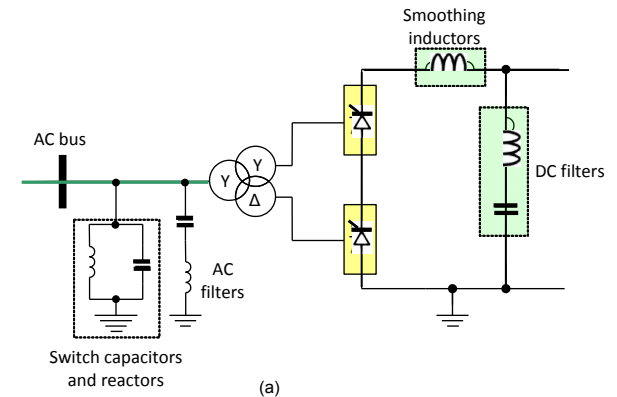 Smoothing
inductors
AC bus
Y
Y
Δ
DC filters
AC
filters
Switch capacitors
and reactors
(a)